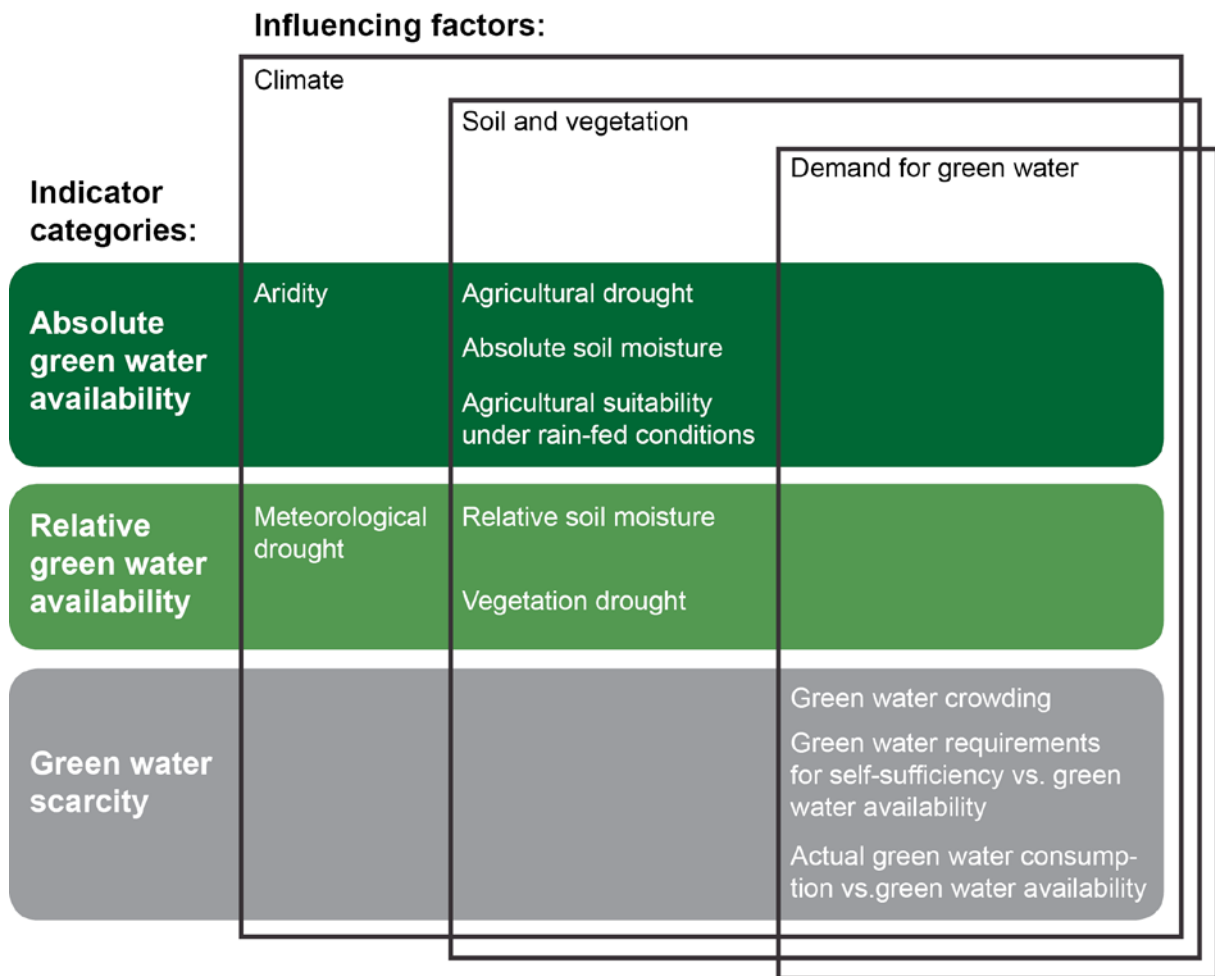 Influencing factors:
Climate
Soil and vegetation
Demand for green water
Indicator
categories:
Absolute
green water
availability
Aridity
Agricultural drought
Absolute soil moisture
Agricultural suitability
under rain-fed conditions
Relative
green water
availability
Meteorological
drought
Relative soil moisture
Vegetation drought
Green water
scarcity
Green water crowding
Green water requirements
for self-sufficiency vs. green
water availability
Actual green water consump-
tion vs.green water availability